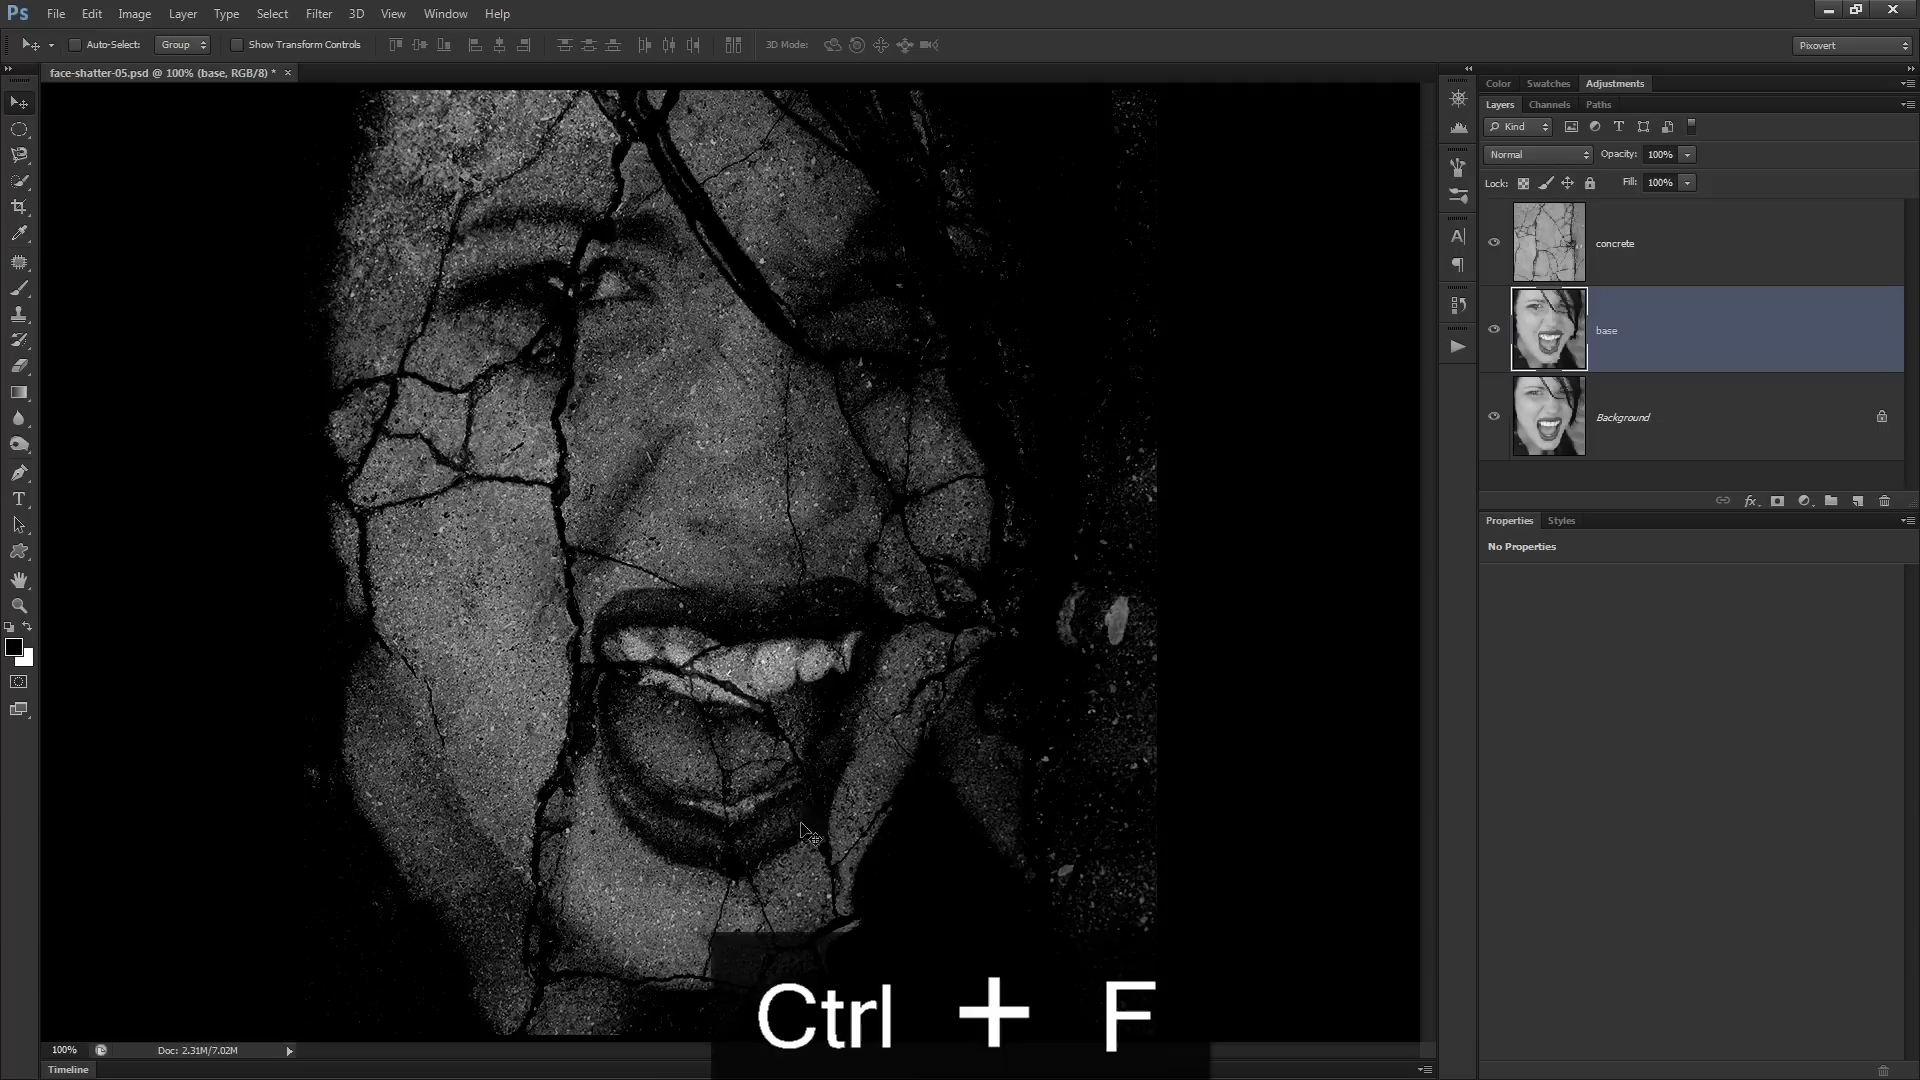 Ps File Edit Image Layer Type Select Filter 3D View Window Help
Auto-Select: Group Show Transform Controls 3D Mode: Pixovert
face-shatter-05.psd @ 100% (base, RGB/8) * ×
Color Swatches Adjustments
Layers Channels Paths
Kind
Normal Opacity: 100%
Lock: Fill: 100%
concrete
base
Background
Properties Styles
No Properties
Ctrl + F
100% Doc: 2.31M/7.02M
Timeline